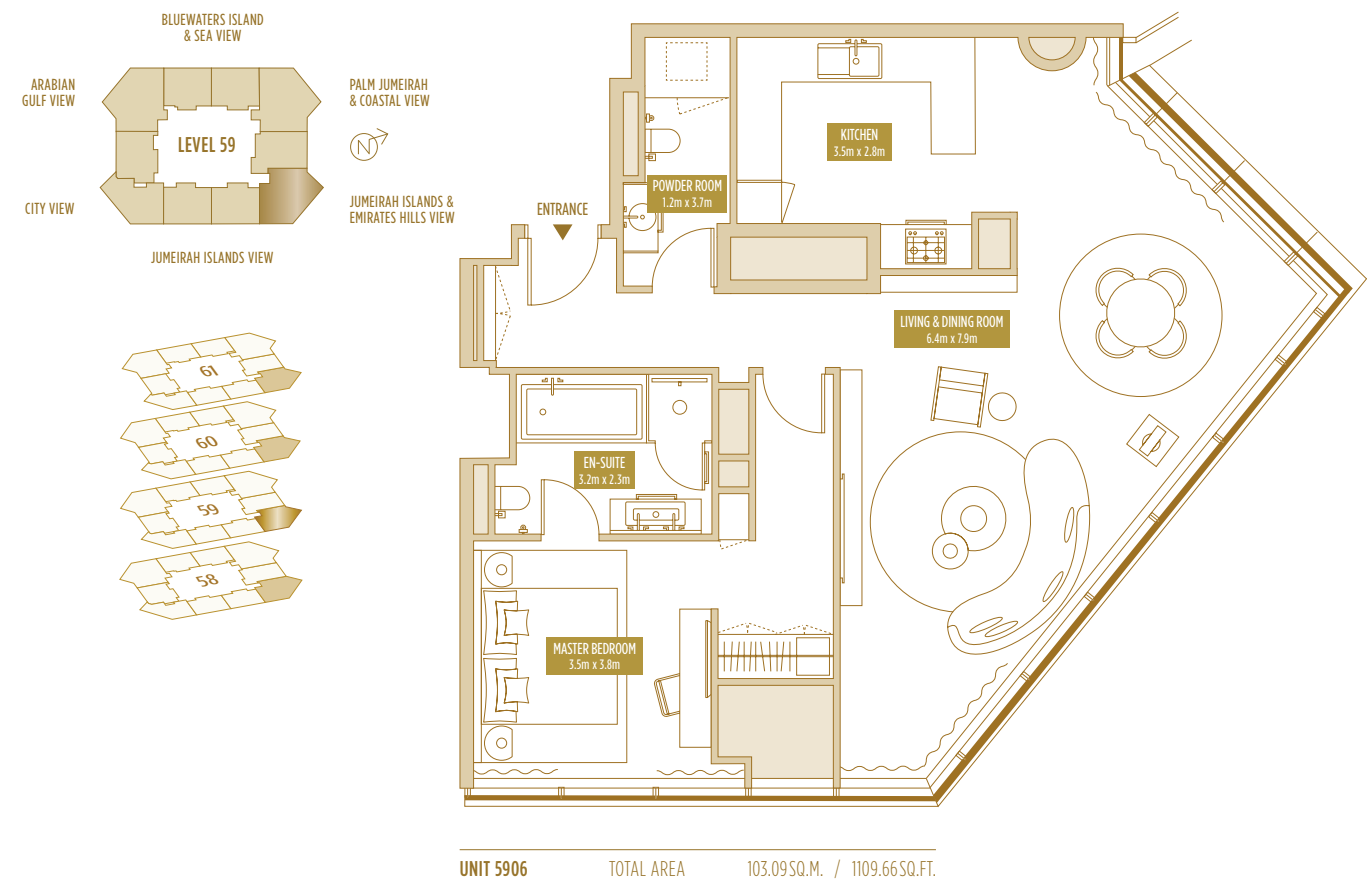 BLUEWATERS ISLAND
& SEA VIEW
ARABIAN
GULF VIEW
PALM JUMEIRAH
& COASTAL VIEW
LEVEL 59
N
CITY VIEW
JUMEIRAH ISLANDS &
EMIRATES HILLS VIEW
JUMEIRAH ISLANDS VIEW
61
60
59
58
ENTRANCE
POWDER ROOM
1.2m x 3.7m
KITCHEN
3.5m x 2.8m
LIVING & DINING ROOM
6.4m x 7.9m
EN-SUITE
3.2m x 2.3m
MASTER BEDROOM
3.5m x 3.8m
UNIT 5906 TOTAL AREA 103.09 SQ.M. / 1109.66 SQ.FT.